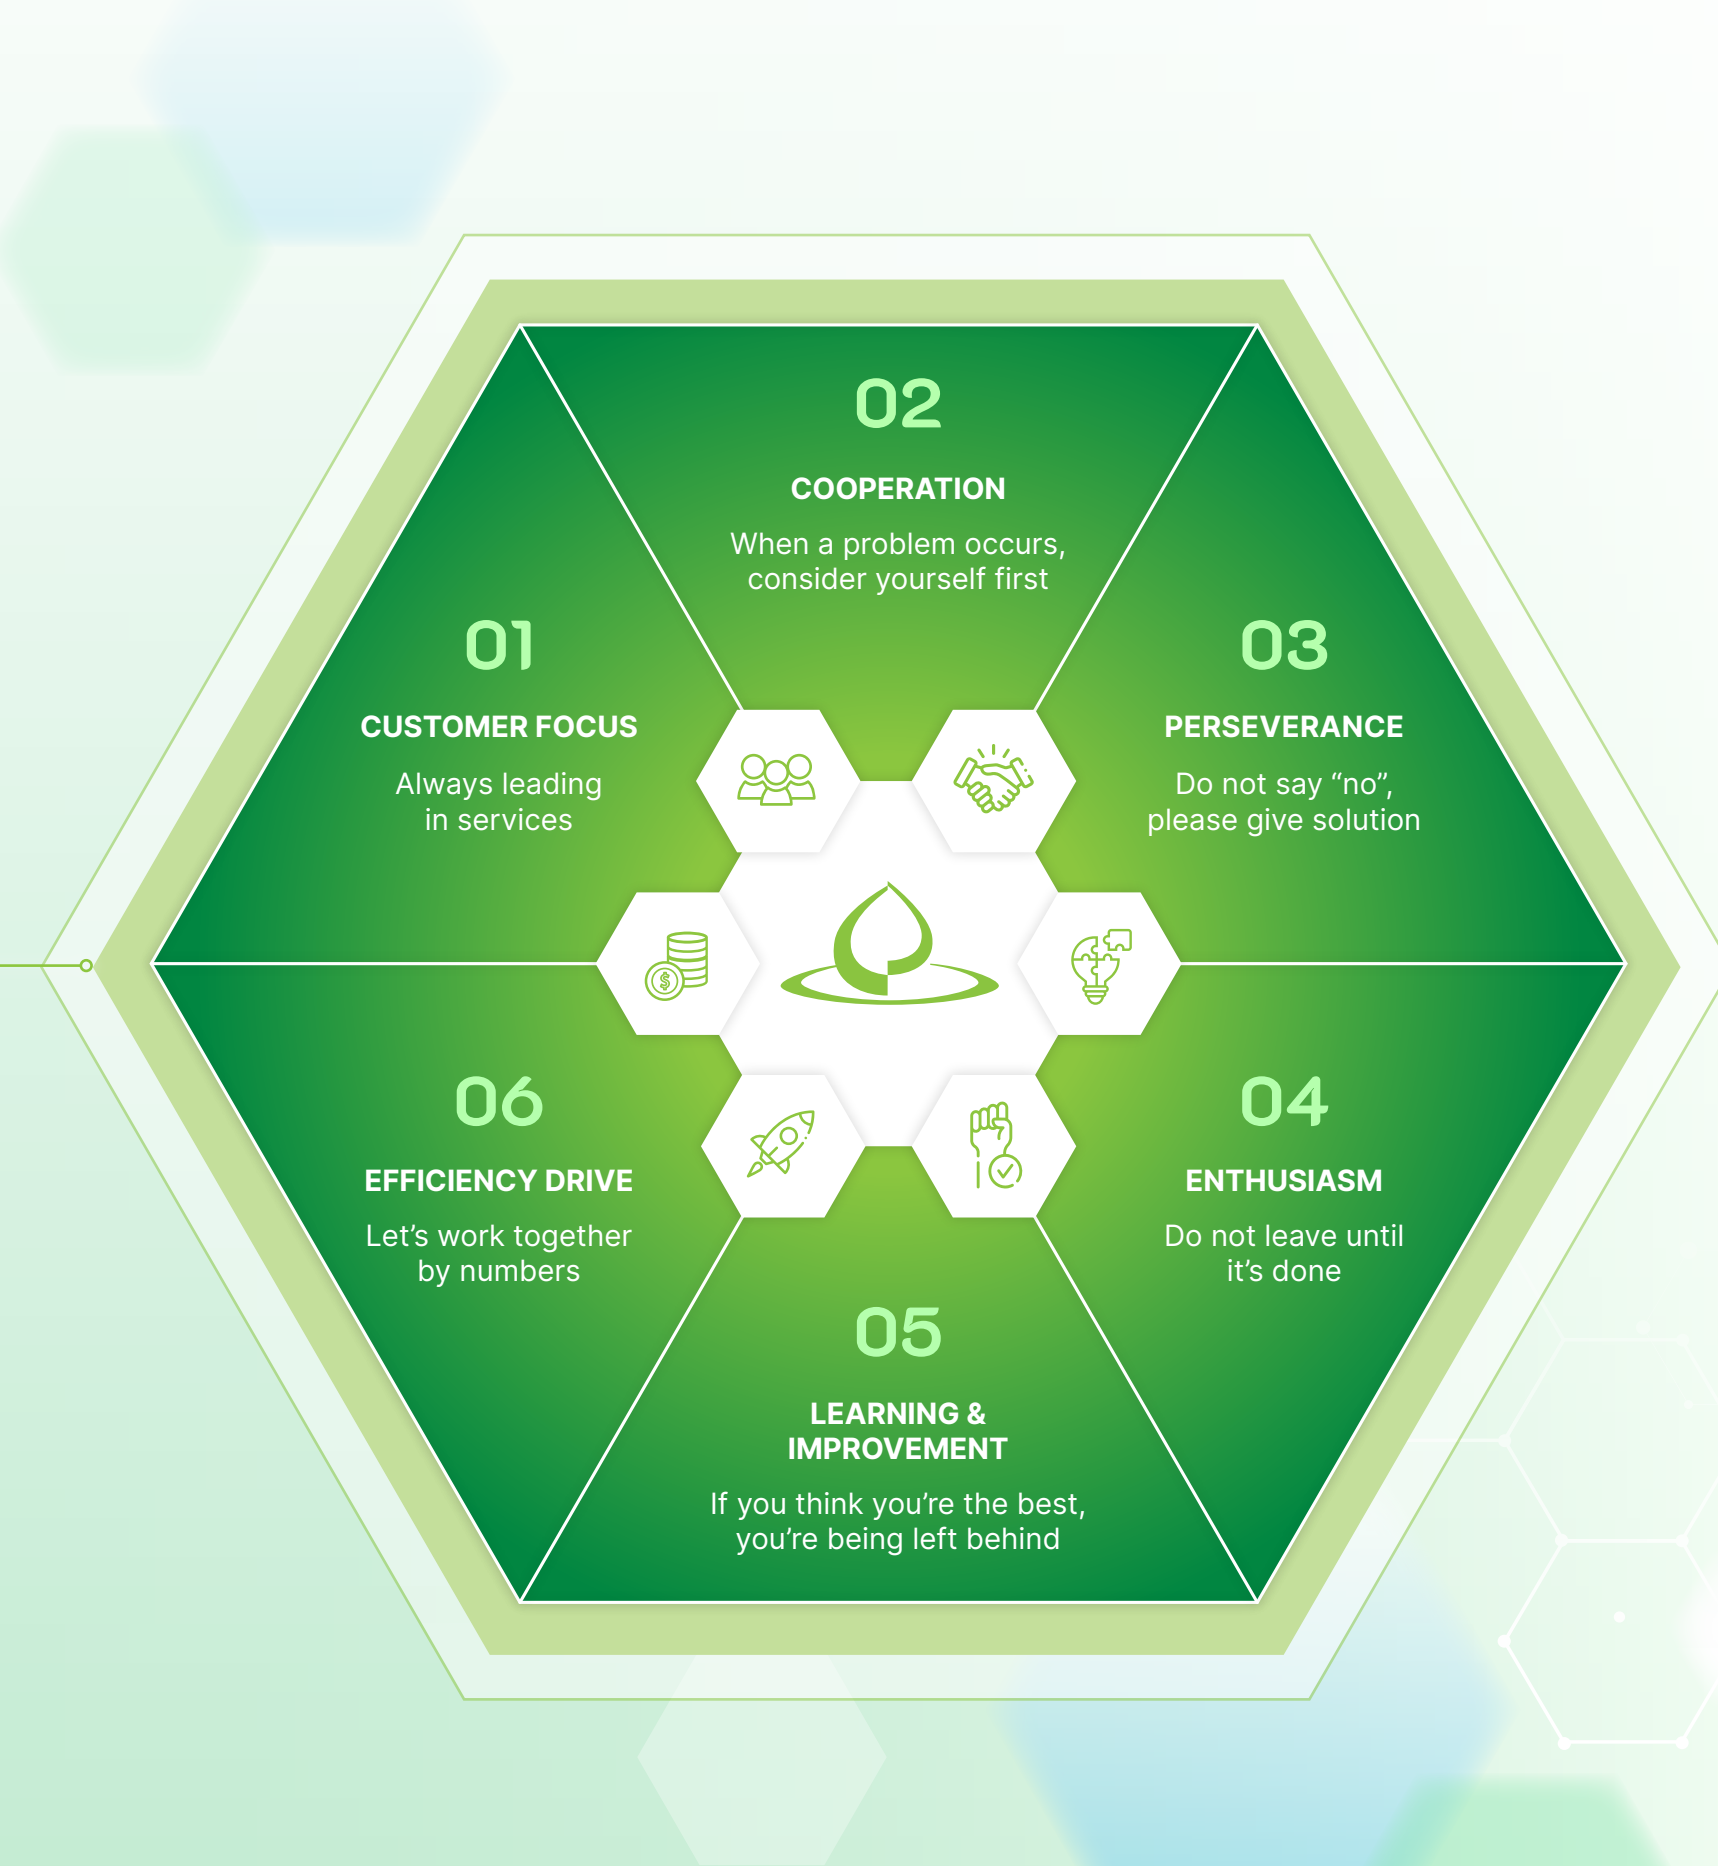 01
CUSTOMER FOCUS
Always leading
in services
02
COOPERATION
When a problem occurs,
consider yourself first
03
PERSEVERANCE
Do not say “no”,
please give solution
04
ENTHUSIASM
Do not leave until
it’s done
05
LEARNING &
IMPROVEMENT
If you think you’re the best,
you’re being left behind
06
EFFICIENCY DRIVE
Let’s work together
by numbers
$